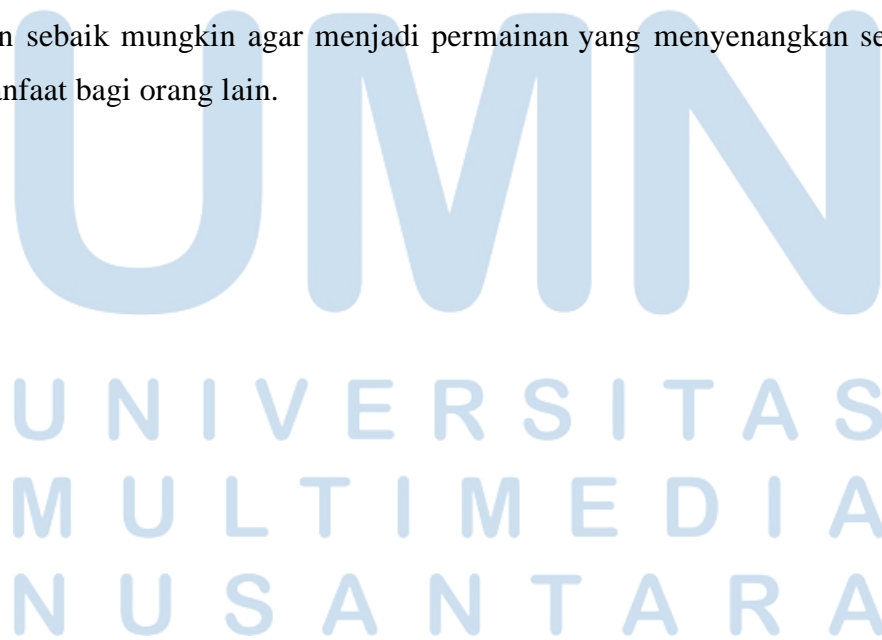 n sebaik mungkin agar menjadi permainan yang menyenangkan se
nfaat bagi orang lain.
UMN
UNIVERSITAS
MULTIMEDIA
NUSANTARA